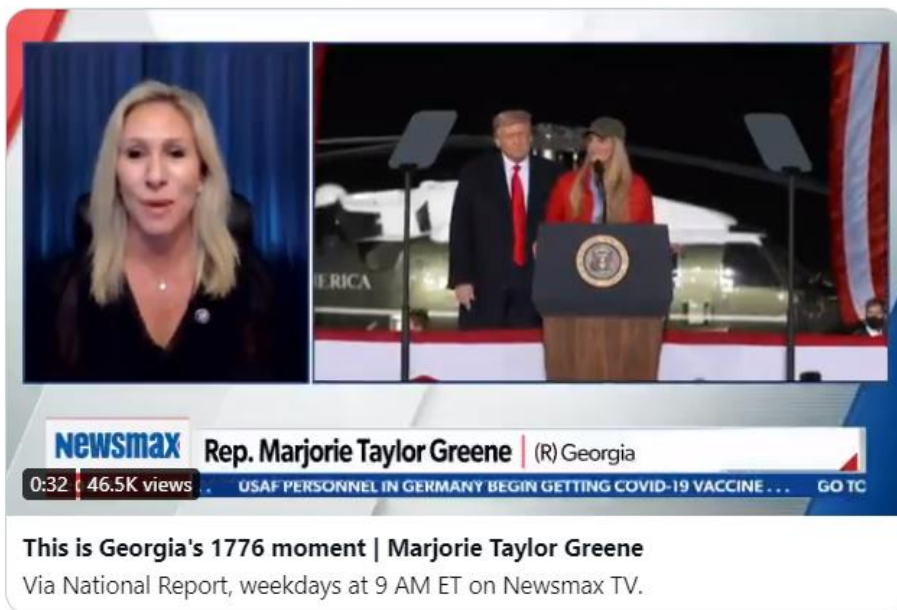 ERICA
Newsmax
Rep. Marjorie Taylor Greene | (R) Georgia
0:32 46.5K views
. . USAF PERSONNEL IN GERMANY BEGIN GETTING COVID-19 VACCINE . . . GO TO
This is Georgia's 1776 moment | Marjorie Taylor Greene
Via National Report, weekdays at 9 AM ET on Newsmax TV.